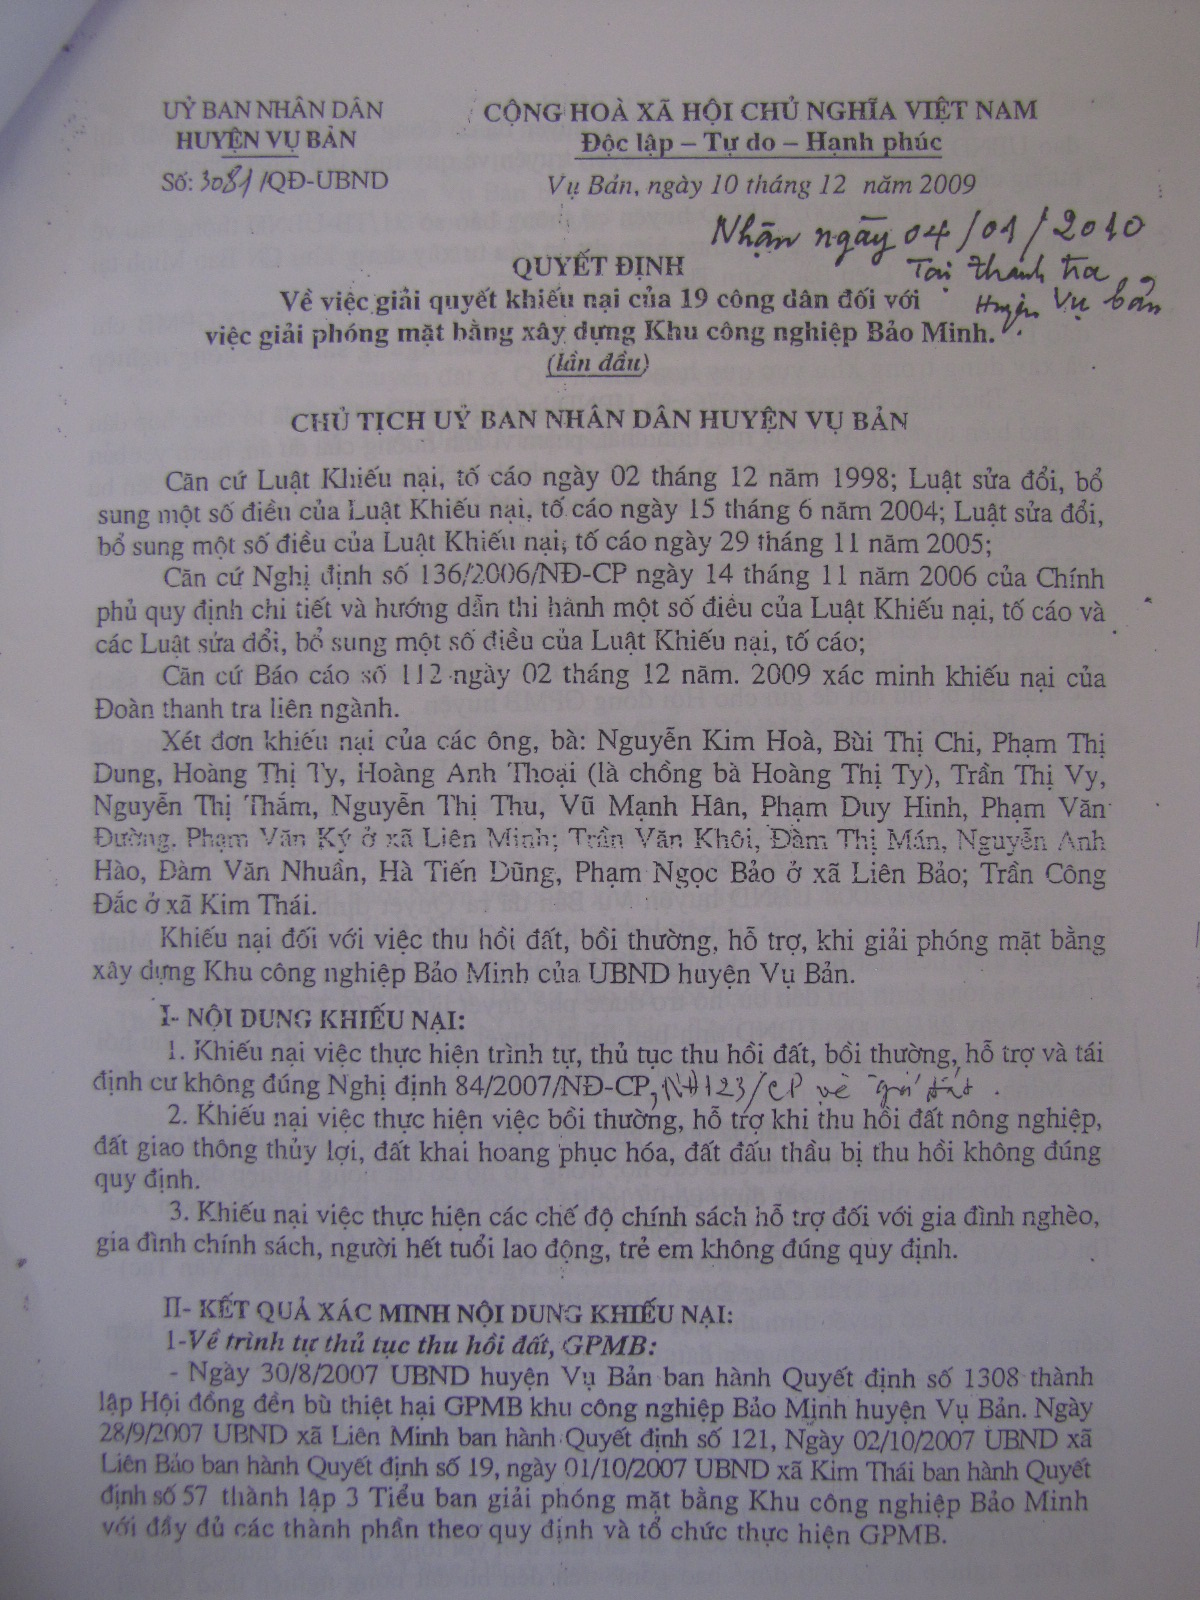 UỶ BAN NHÂN DÂN
HUYỆN VỤ BẢN
Số: 3081/QĐ-UBND
CỘNG HOÀ XÃ HỘI CHỦ NGHĨA VIỆT NAM
Độc lập – Tự do – Hạnh phúc
Vụ Bản, ngày 10 tháng 12 năm 2009
Nhận ngày 04/01/2010
Tại thanh tra
Huyện Vụ bản
QUYẾT ĐỊNH
Về việc giải quyết khiếu nại của 19 công dân đối với
việc giải phóng mặt bằng xây dựng Khu công nghiệp Bảo Minh.
(lần đầu)
CHỦ TỊCH UỶ BAN NHÂN DÂN HUYỆN VỤ BẢN
Căn cứ Luật Khiếu nại, tố cáo ngày 02 tháng 12 năm 1998; Luật sửa đổi, bổ
sung một số điều của Luật Khiếu nại, tố cáo ngày 15 tháng 6 năm 2004; Luật sửa đổi,
bổ sung một số điều của Luật Khiếu nại, tố cáo ngày 29 tháng 11 năm 2005;
Căn cứ Nghị định số 136/2006/NĐ-CP ngày 14 tháng 11 năm 2006 của Chính
phủ quy định chi tiết và hướng dẫn thi hành một số điều của Luật Khiếu nại, tố cáo và
các Luật sửa đổi, bổ sung một số điều của Luật Khiếu nại, tố cáo;
Căn cứ Báo cáo số 112 ngày 02 tháng 12 năm. 2009 xác minh khiếu nại của
Đoàn thanh tra liên ngành.
Xét đơn khiếu nại của các ông, bà: Nguyễn Kim Hoà, Bùi Thị Chi, Phạm Thị
Dung, Hoàng Thị Ty, Hoàng Anh Thoại (là chồng bà Hoàng Thị Ty), Trần Thị Vy,
Nguyễn Thị Thắm, Nguyễn Thị Thu, Vũ Mạnh Hân, Phạm Duy Hinh, Phạm Văn
Đường, Phạm Văn Ký ở xã Liên Minh; Trần Văn Khôi, Đàm Thị Mán, Nguyễn Anh
Hào, Đàm Văn Nhuần, Hà Tiến Dũng, Phạm Ngọc Bảo ở xã Liên Bảo; Trần Công
Đắc ở xã Kim Thái.
Khiếu nại đối với việc thu hồi đất, bồi thường, hỗ trợ, khi giải phóng mặt bằng
xây dựng Khu công nghiệp Bảo Minh của UBND huyện Vụ Bản.
I- NỘI DUNG KHIẾU NẠI:
1. Khiếu nại việc thực hiện trình tự, thủ tục thu hồi đất, bồi thường, hỗ trợ và tái
định cư không đúng Nghị định 84/2007/NĐ-CP, NĐ123/CP về giá đất.
2. Khiếu nại việc thực hiện việc bồi thường, hỗ trợ khi thu hồi đất nông nghiệp,
đất giao thông thủy lợi, đất khai hoang phục hóa, đất đấu thầu bị thu hồi không đúng
quy định.
3. Khiếu nại việc thực hiện các chế độ chính sách hỗ trợ đối với gia đình nghèo,
gia đình chính sách, người hết tuổi lao động, trẻ em không đúng quy định.
II- KẾT QUẢ XÁC MINH NỘI DUNG KHIẾU NẠI:
1-Về trình tự thủ tục thu hồi đất, GPMB:
- Ngày 30/8/2007 UBND huyện Vụ Bản ban hành Quyết định số 1308 thành
lập Hội đồng đền bù thiệt hại GPMB khu công nghiệp Bảo Minh huyện Vụ Bản. Ngày
28/9/2007 UBND xã Liên Minh ban hành Quyết định số 121, Ngày 02/10/2007 UBND xã
Liên Bảo ban hành Quyết định số 19, ngày 01/10/2007 UBND xã Kim Thái ban hành Quyết
định số 57 thành lập 3 Tiểu ban giải phóng mặt bằng Khu công nghiệp Bảo Minh
với đầy đủ các thành phần theo quy định và tổ chức thực hiện GPMB.